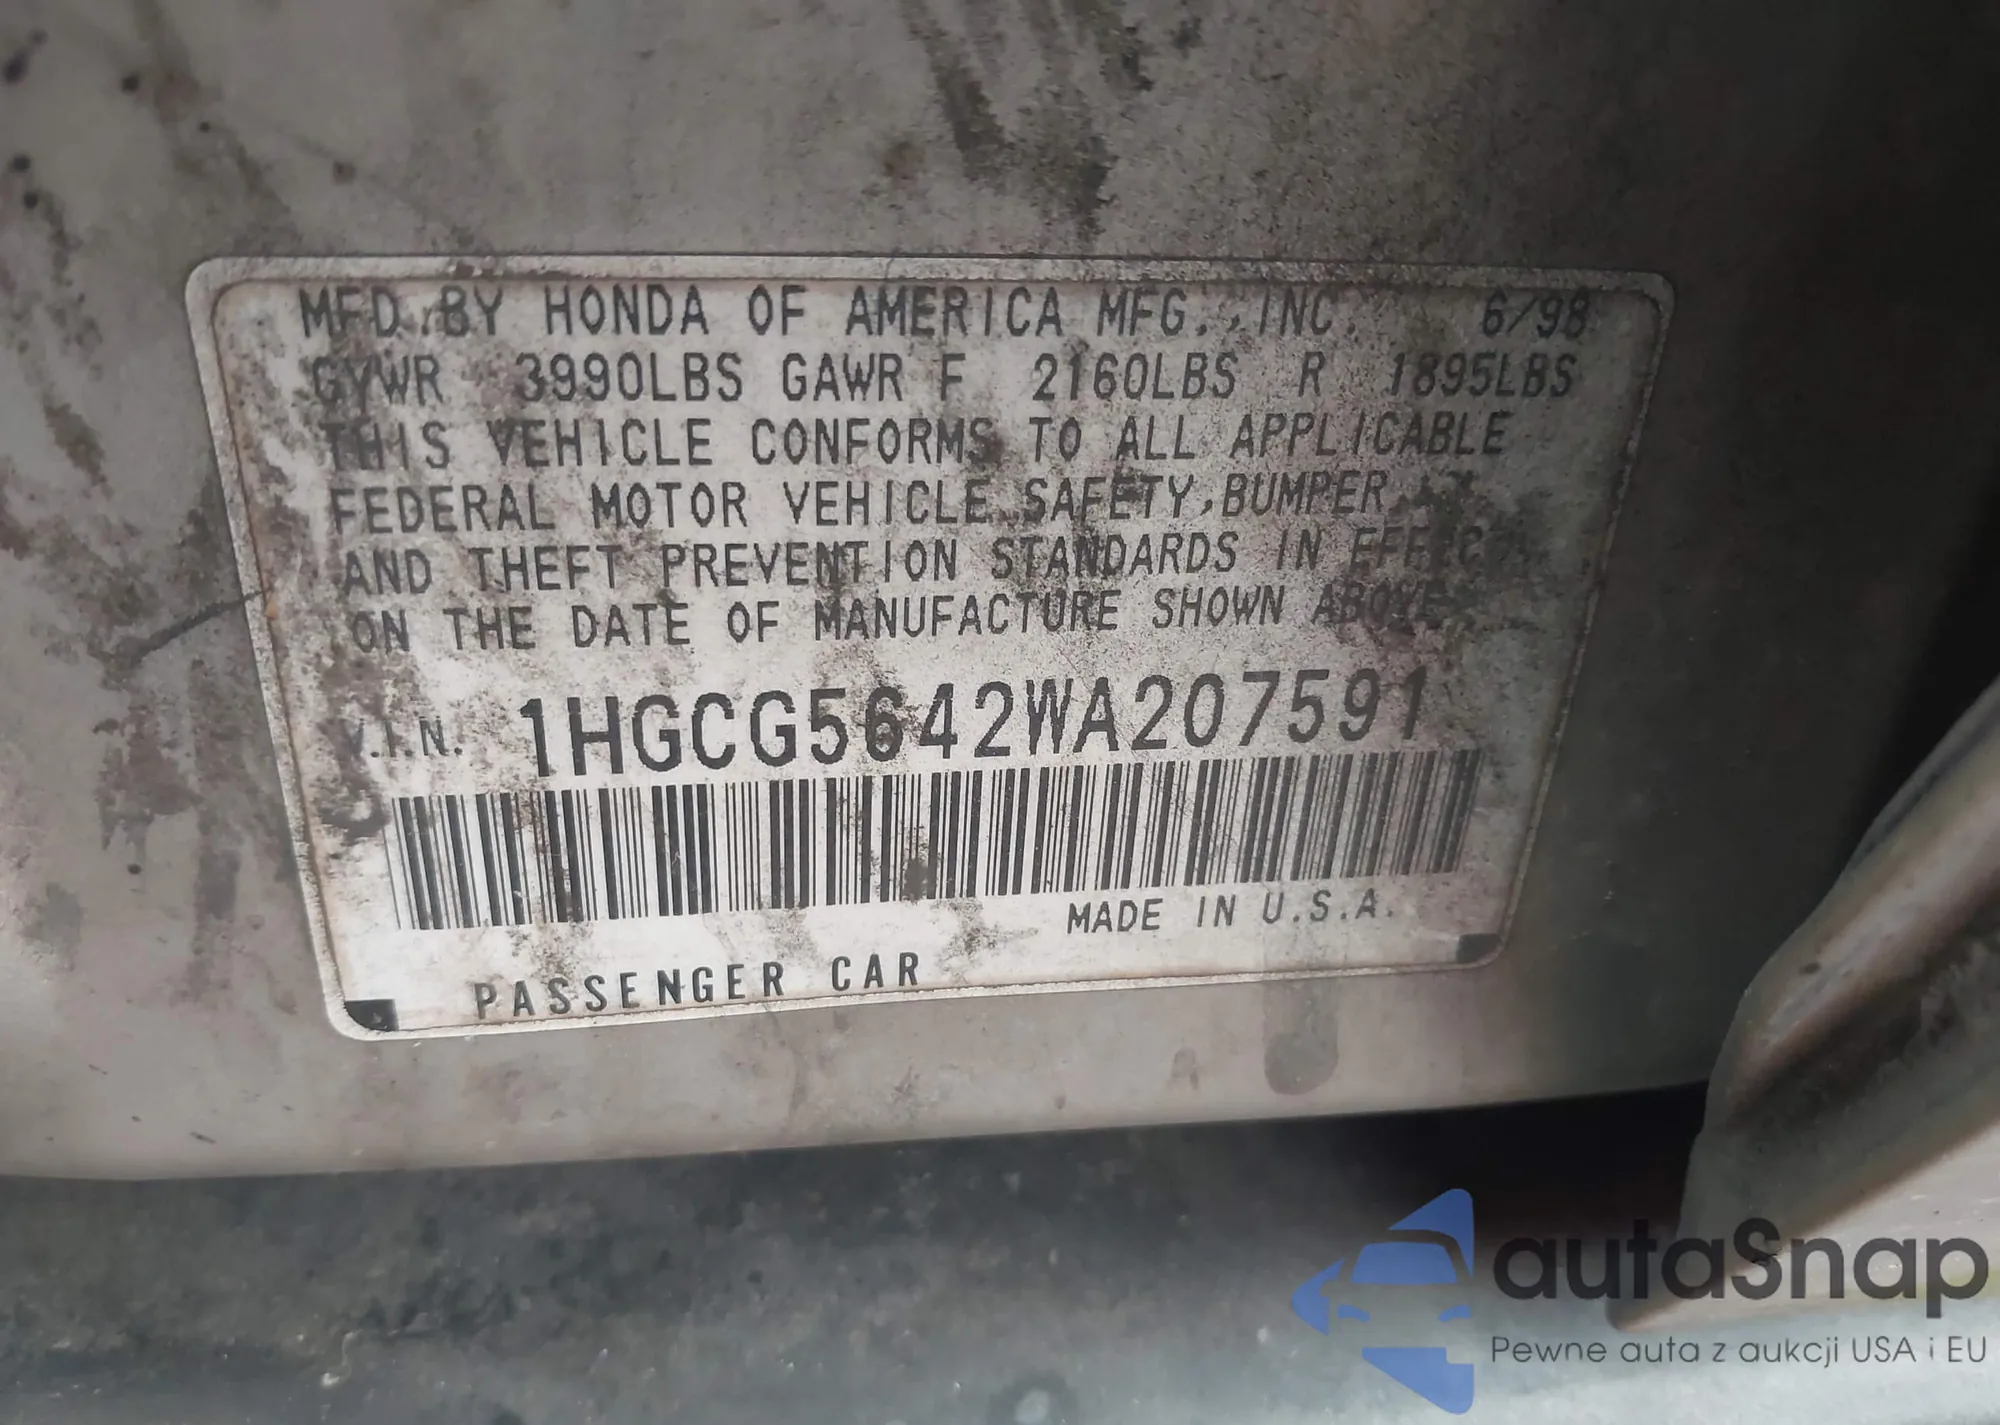 MFD. BY HONDA OF AMERICA MFG., INC. 6/98
GVWR 3990LBS GAWR F 2160LBS R 1895LBS
THIS VEHICLE CONFORMS TO ALL APPLICABLE
FEDERAL MOTOR VEHICLE SAFETY, BUMPER,
AND THEFT PREVENTION STANDARDS IN EFFECT
ON THE DATE OF MANUFACTURE SHOWN ABOVE.
V.I.N. 1HGCG5642WA207591
MADE IN U.S.A.
PASSENGER CAR
autaSnap
Pewne auta z aukcji USA i EU